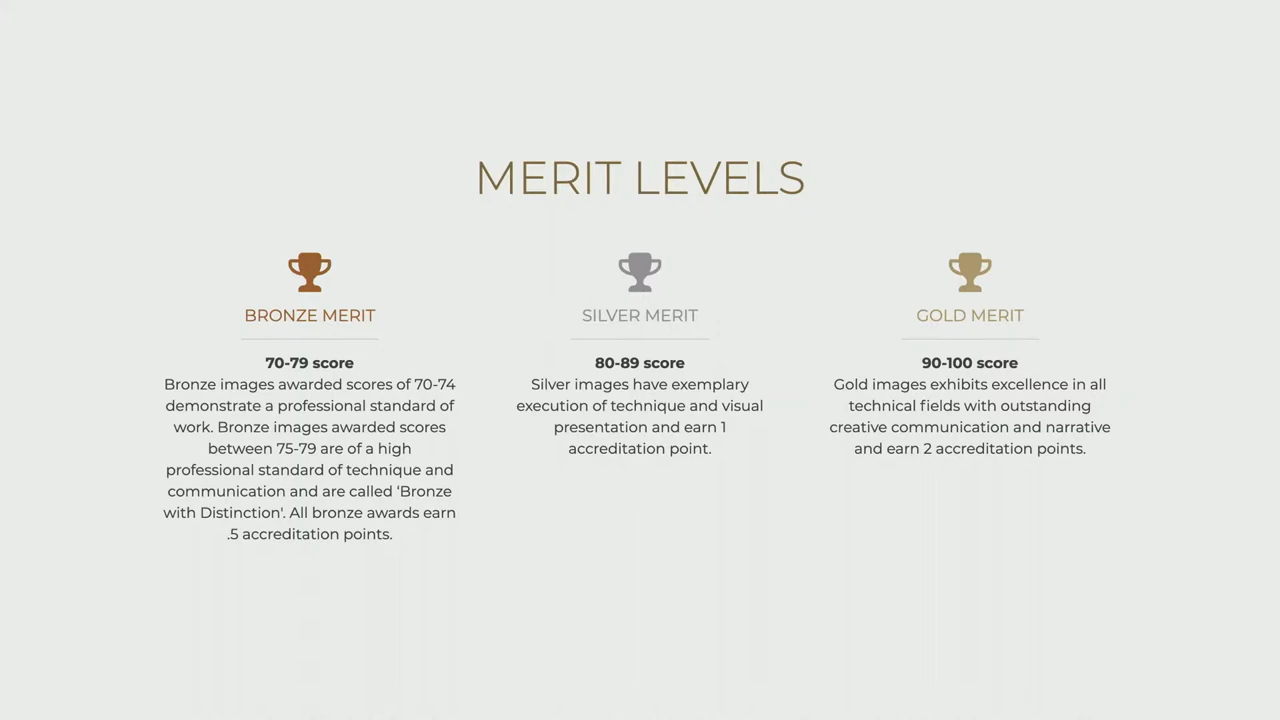 MERIT LEVELS
BRONZE MERIT
70-79 score
Bronze images awarded scores of 70-74
demonstrate a professional standard of
work. Bronze images awarded scores
between 75-79 are of a high
professional standard of technique and
communication and are called ‘Bronze
with Distinction'. All bronze awards earn
.5 accreditation points.
SILVER MERIT
80-89 score
Silver images have exemplary
execution of technique and visual
presentation and earn 1
accreditation point.
GOLD MERIT
90-100 score
Gold images exhibits excellence in all
technical fields with outstanding
creative communication and narrative
and earn 2 accreditation points.